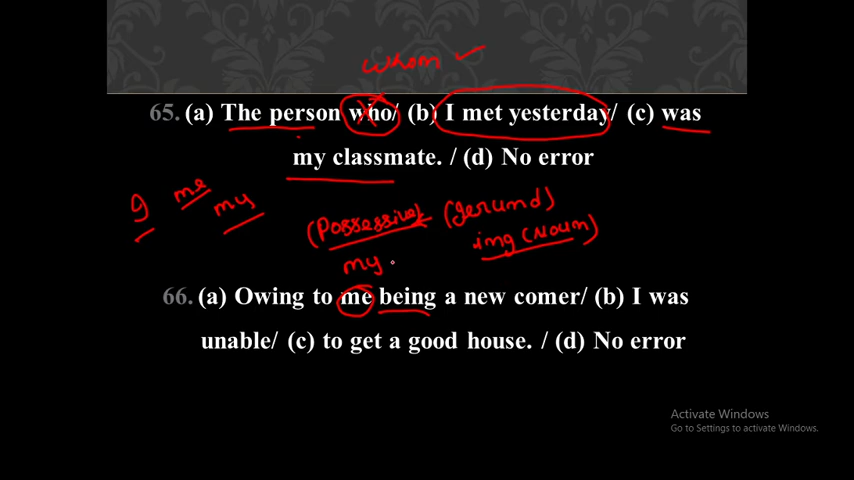 whom ✓
65. (a) The person who/ (b) I met yesterday/ (c) was
my classmate. / (d) No error
I me my
(Possessive) (Gerund)
my ing (Noun)
66. (a) Owing to me being a new comer/ (b) I was
unable/ (c) to get a good house. / (d) No error
Activate Windows
Go to Settings to activate Windows.